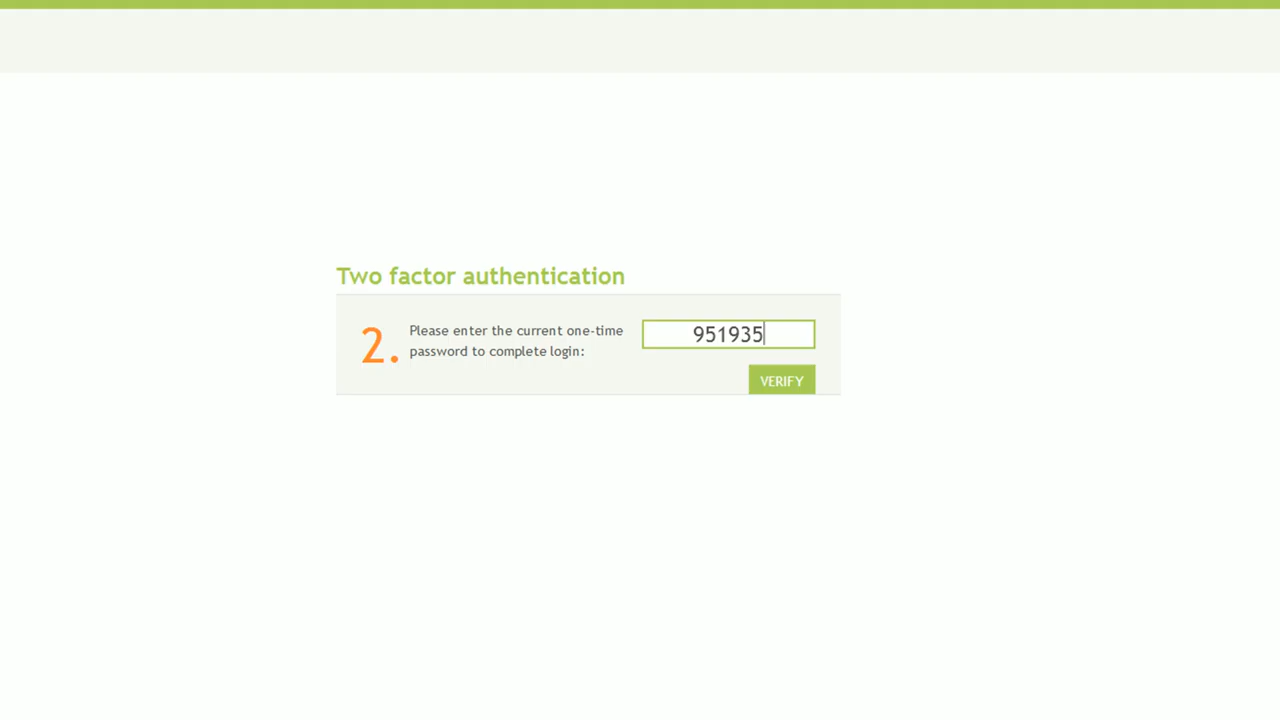 Two factor authentication
2.
Please enter the current one-time
password to complete login:
951935
VERIFY